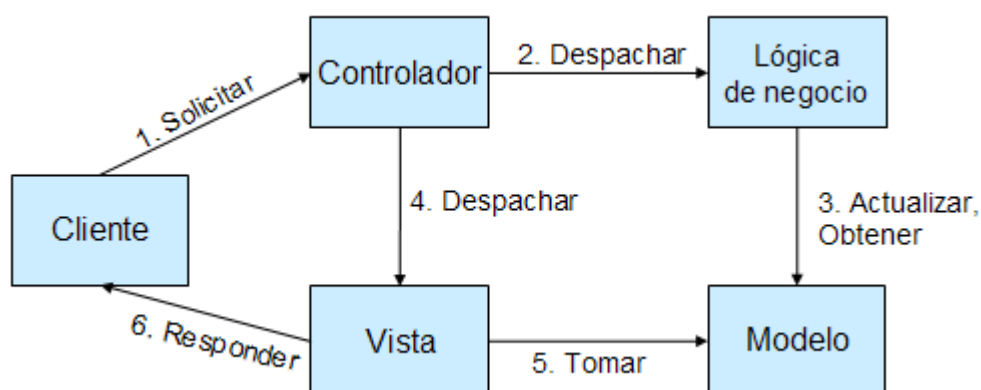 Controlador
2. Despachar
Lógica
de negocio
1. Solicitar
Cliente
4. Despachar
3. Actualizar,
Obtener
6. Responder
Vista
5. Tomar
Modelo